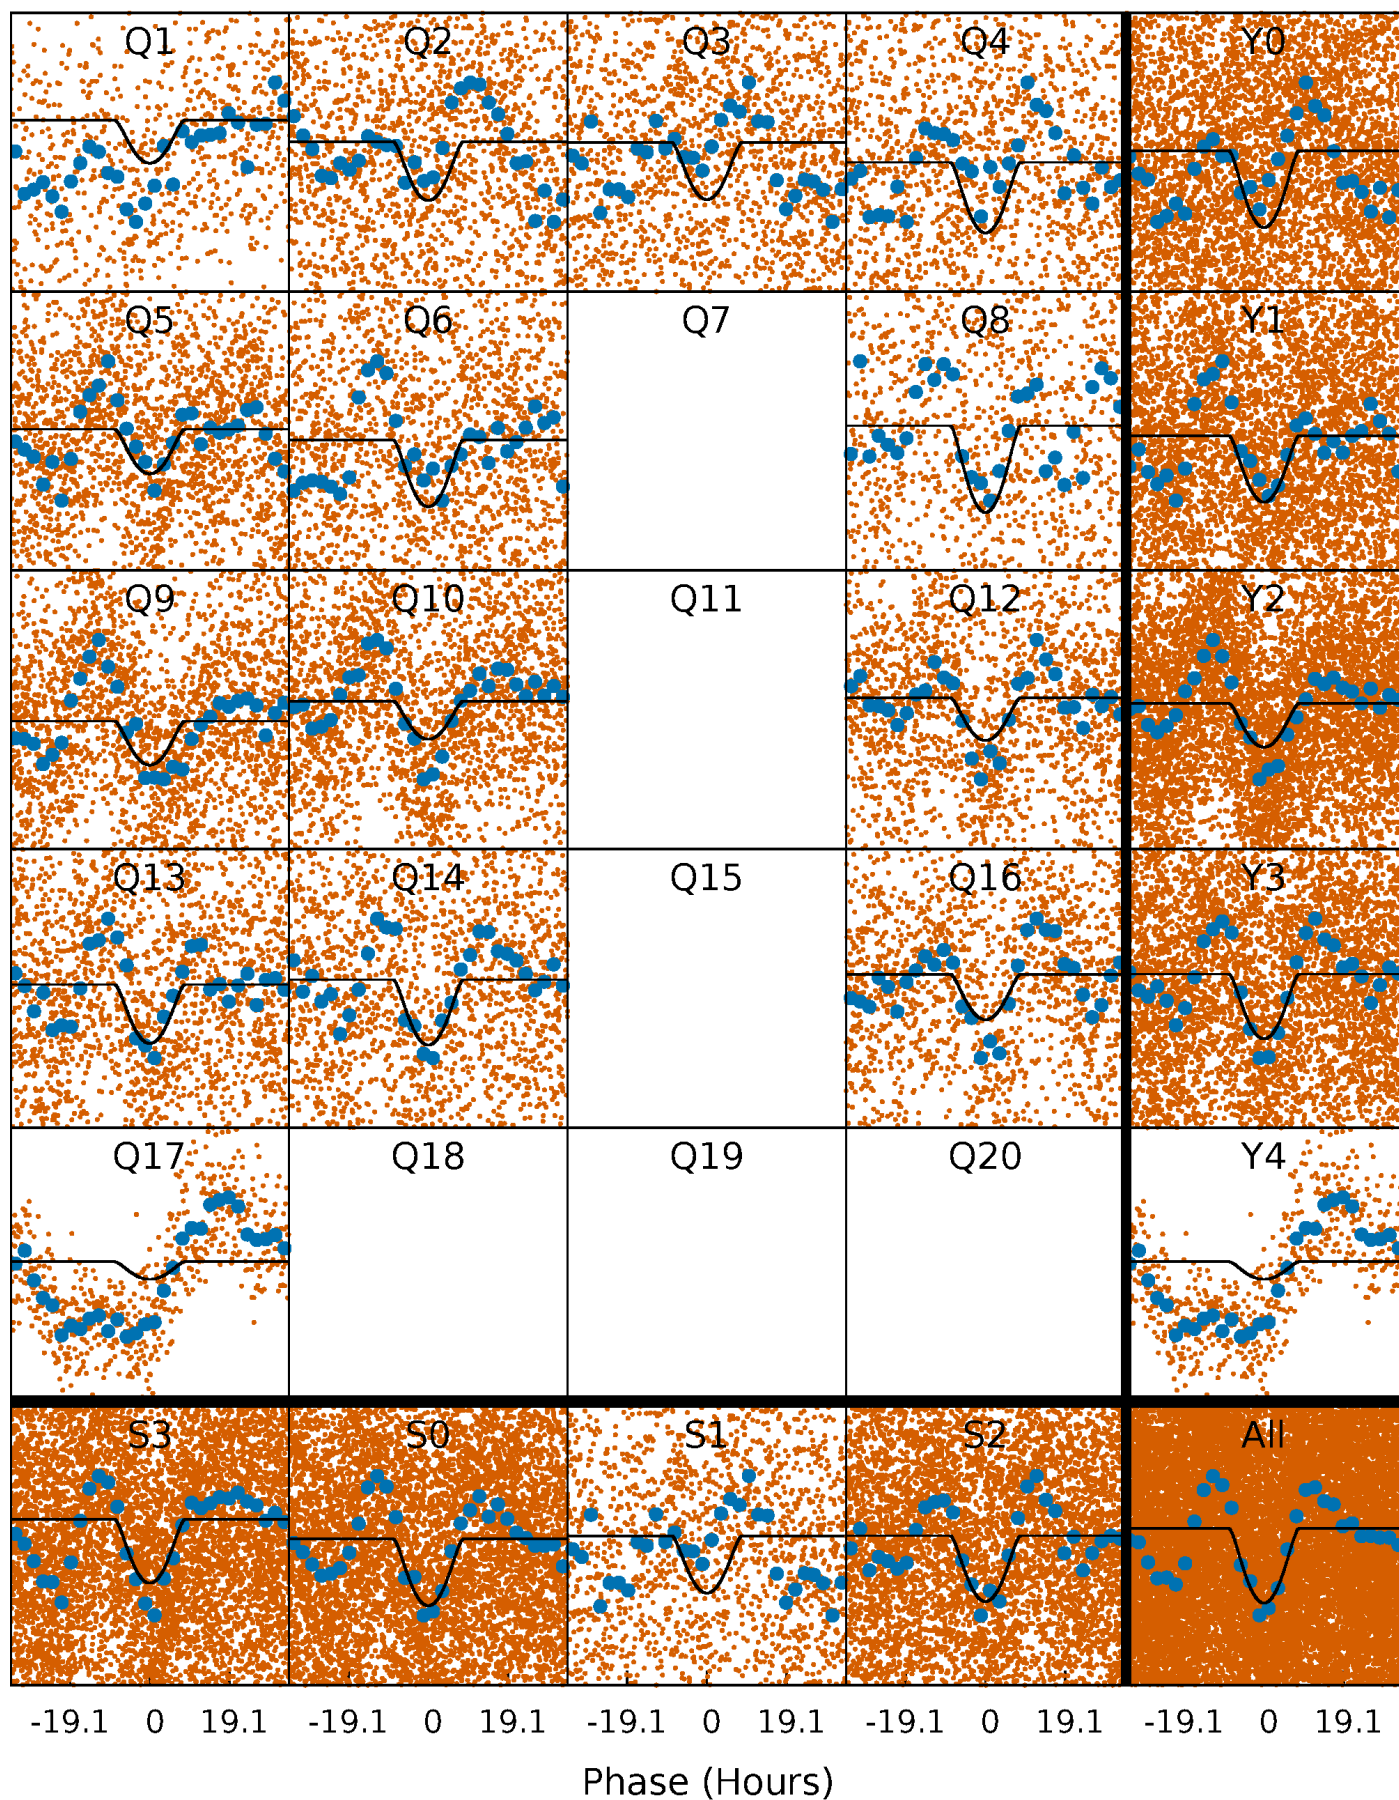 Q1 Q2 Q3 Q4 Y0
Q5 Q6 Q7 Q8 Y1
Q9 Q10 Q11 Q12 Y2
Q13 Q14 Q15 Q16 Y3
Q17 Q18 Q19 Q20 Y4
S3 S0 S1 S2 All
-19.1 0 19.1 -19.1 0 19.1 -19.1 0 19.1 -19.1 0 19.1 -19.1 0 19.1
Phase (Hours)